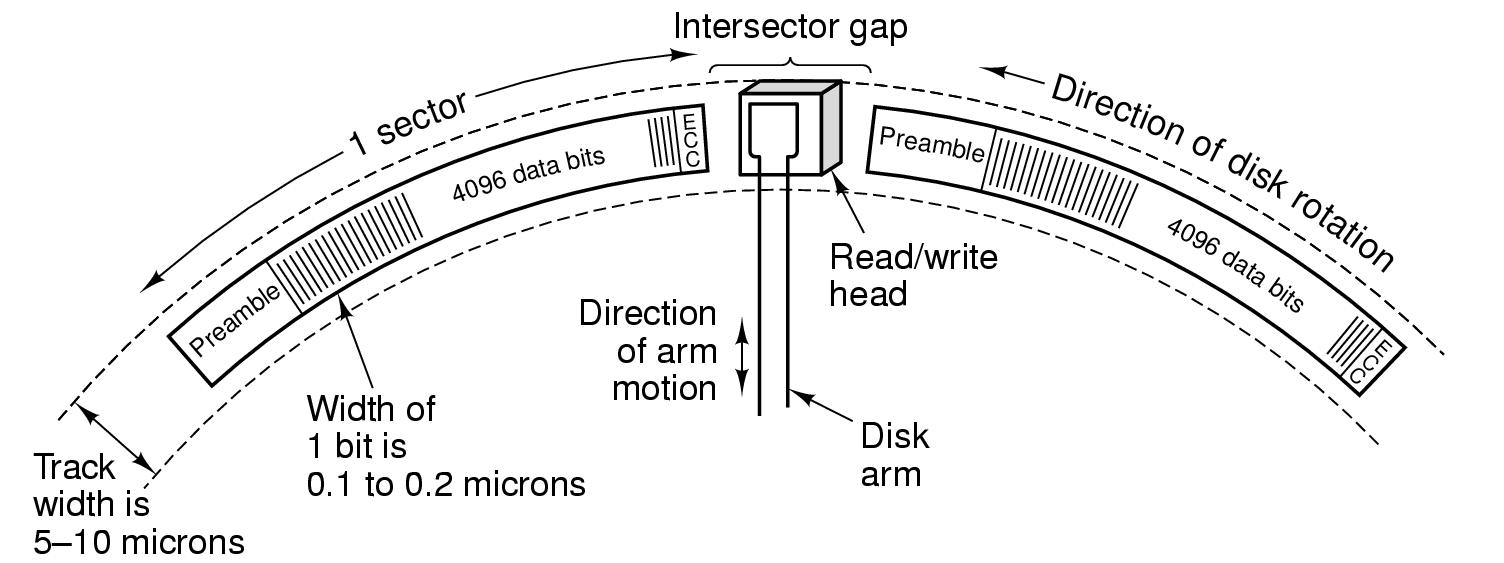 Intersector gap
1 sector
Direction of disk rotation
Preamble
4096 data bits
E
C
C
Preamble
4096 data bits
E
C
C
Read/write
head
Direction
of arm
motion
Width of
1 bit is
0.1 to 0.2 microns
Disk
arm
Track
width is
5–10 microns